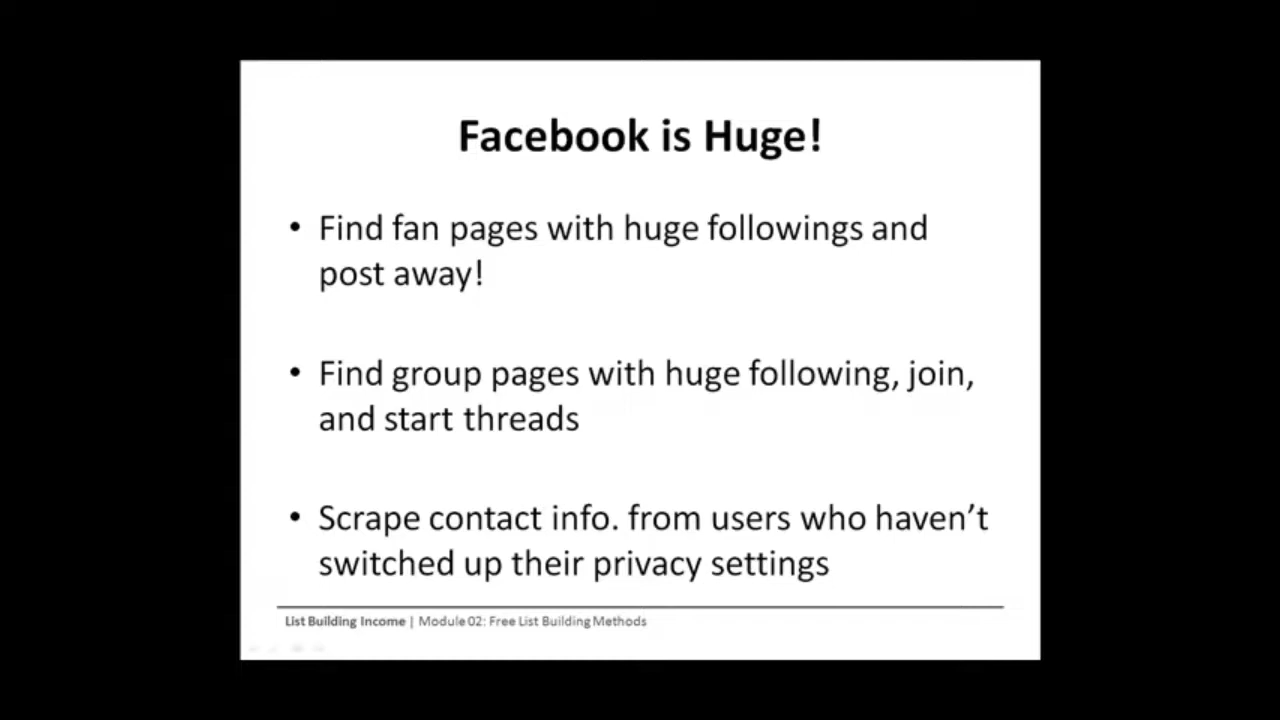 Facebook is Huge!
• Find fan pages with huge followings and
post away!
• Find group pages with huge following, join,
and start threads
• Scrape contact info. from users who haven’t
switched up their privacy settings
List Building Income | Module 02: Free List Building Methods